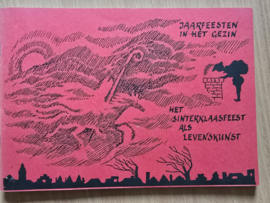 JAARFEESTEN
IN HET GEZIN
HET
SINTERKLAASFEEST
ALS
LEVENSKUNST